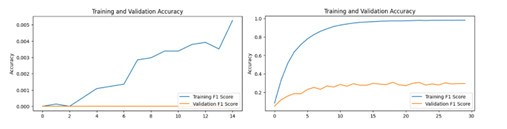 Training and Validation Accuracy
Accuracy
0.005
0.004
0.003
0.002
0.001
0.000
0 2 4 6 8 10 12 14
Training F1 Score
Validation F1 Score
Training and Validation Accuracy
Accuracy
1.0
0.8
0.6
0.4
0.2
0 5 10 15 20 25 30
Training F1 Score
Validation F1 Score